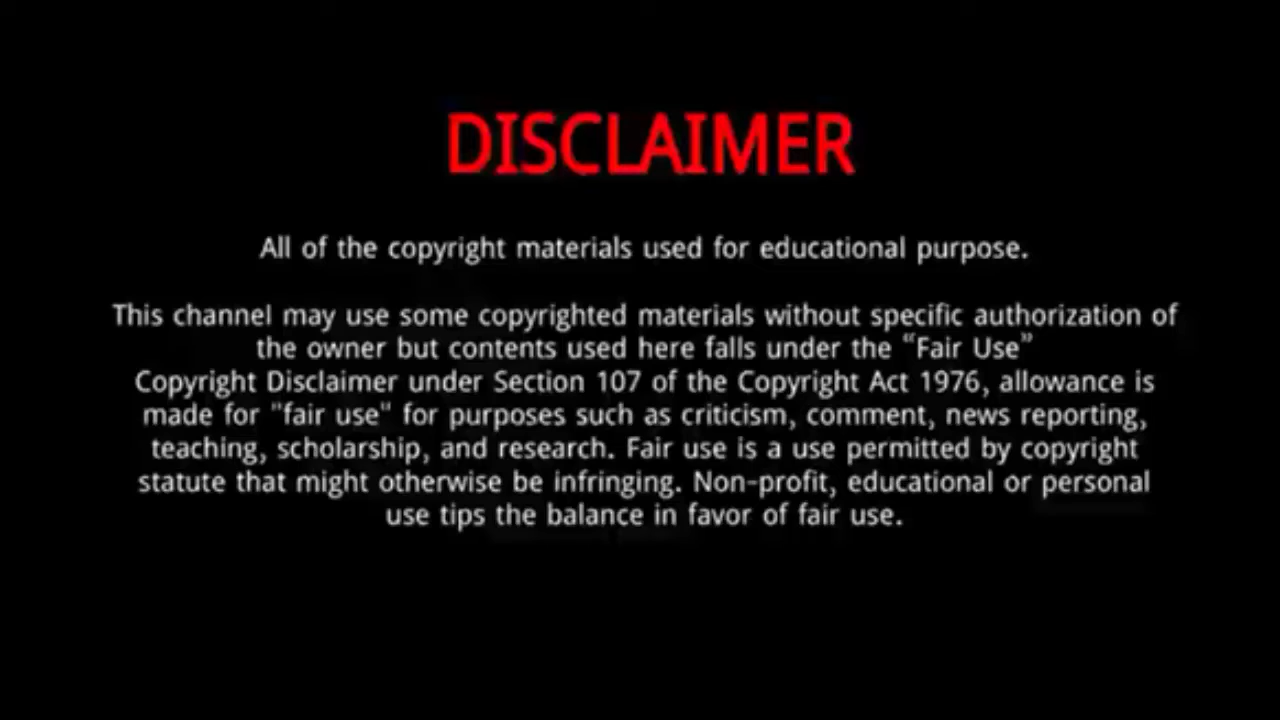 DISCLAIMER
All of the copyright materials used for educational purpose.
This channel may use some copyrighted materials without specific authorization of
the owner but contents used here falls under the “Fair Use”
Copyright Disclaimer under Section 107 of the Copyright Act 1976, allowance is
made for "fair use" for purposes such as criticism, comment, news reporting,
teaching, scholarship, and research. Fair use is a use permitted by copyright
statute that might otherwise be infringing. Non-profit, educational or personal
use tips the balance in favor of fair use.